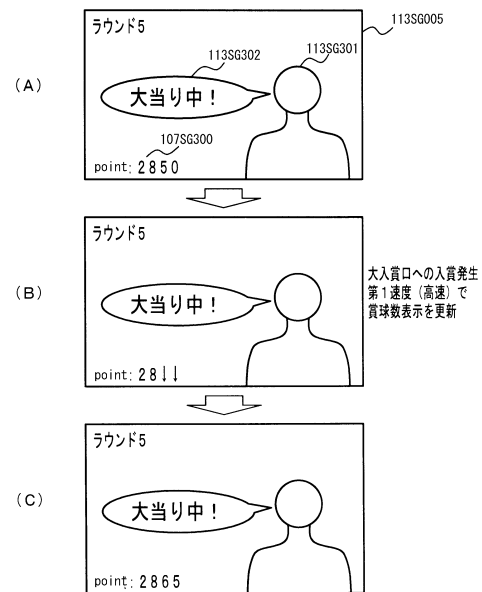 ラウンド5
113SG005
113SG302
113SG301
(A)
大当り中！
107SG300
point: 2850
ラウンド5
(B)
大当り中！
大入賞口への入賞発生
第1速度（高速）で
賞球数表示を更新
point: 28↓↓
ラウンド5
(C)
大当り中！
point: 2865